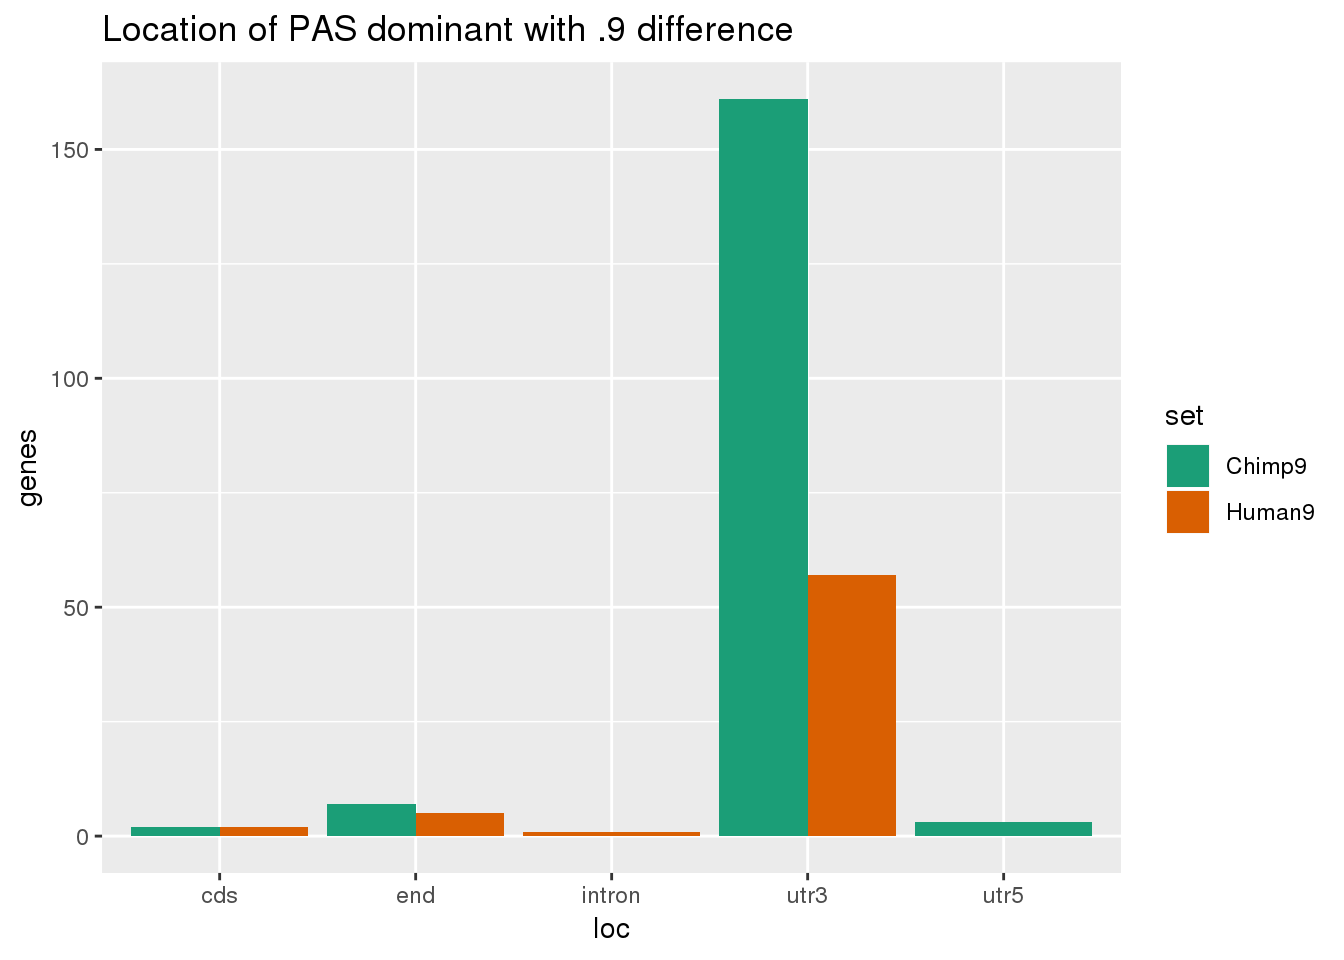 Location of PAS dominant with .9 difference
150
100
50
0
genes
cds end intron utr3 utr5
loc
set
Chimp9
Human9